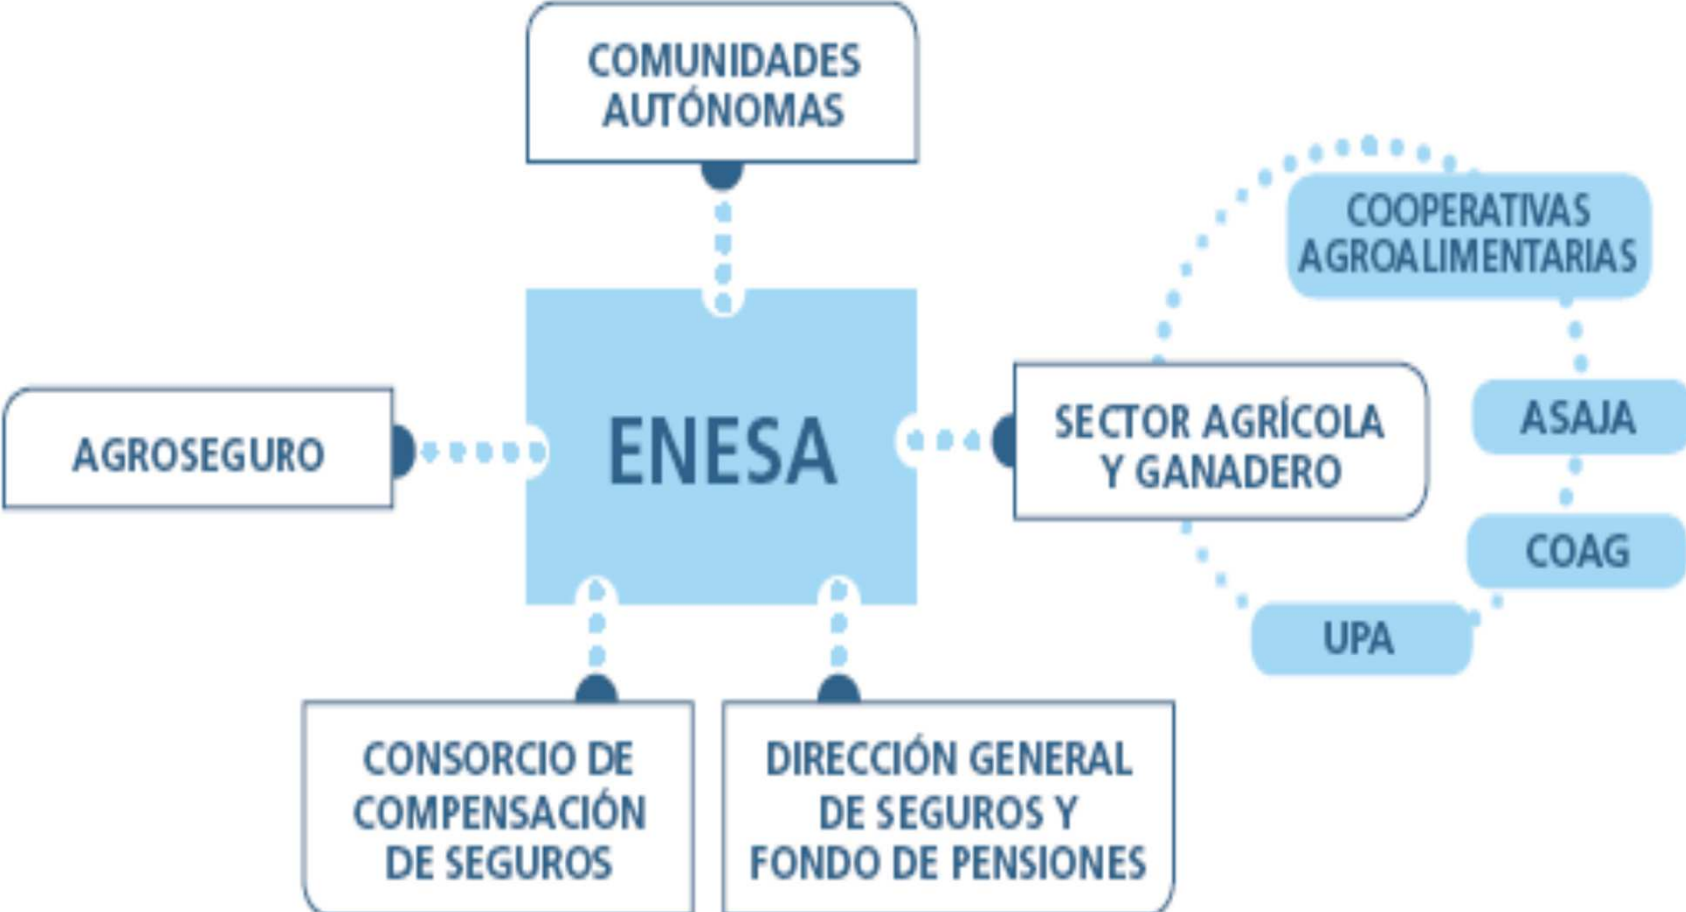 COMUNIDADES
AUTÓNOMAS
COOPERATIVAS
AGROALIMENTARIAS
AGROSEGURO
ENESA
SECTOR AGRÍCOLA
Y GANADERO
ASAJA
COAG
UPA
CONSORCIO DE
COMPENSACIÓN
DE SEGUROS
DIRECCIÓN GENERAL
DE SEGUROS Y
FONDO DE PENSIONES